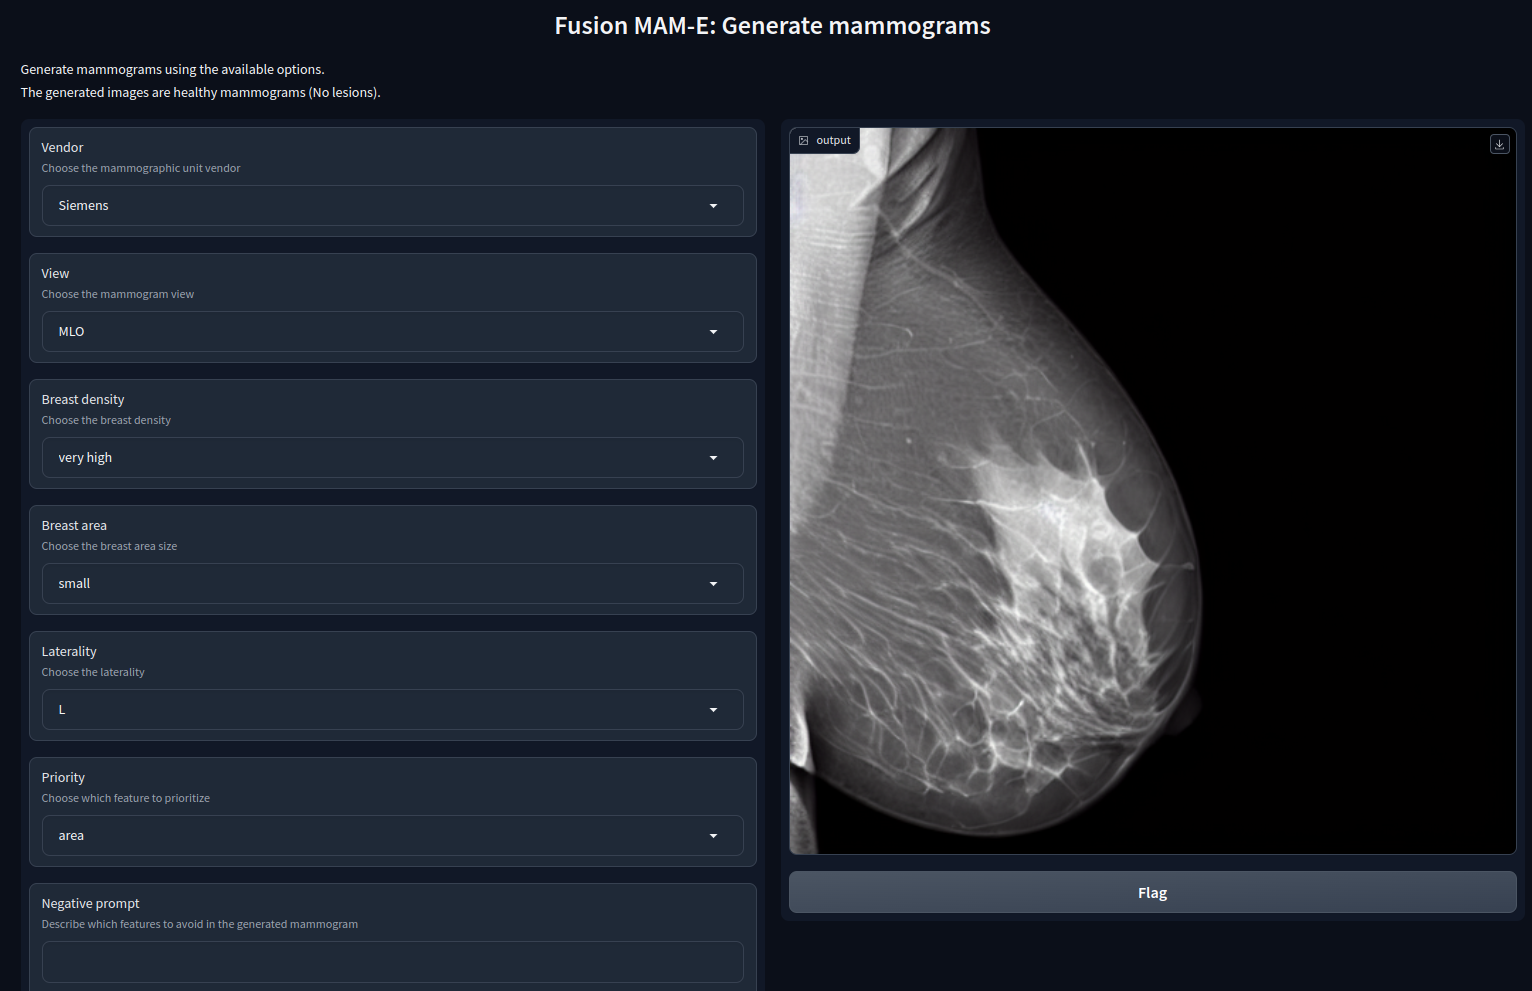 Fusion MAM-E: Generate mammograms
Generate mammograms using the available options.
The generated images are healthy mammograms (No lesions).
Vendor
Choose the mammographic unit vendor
Siemens
View
Choose the mammogram view
MLO
Breast density
Choose the breast density
very high
Breast area
Choose the breast area size
small
Laterality
Choose the laterality
L
Priority
Choose which feature to prioritize
area
Negative prompt
Describe which features to avoid in the generated mammogram
output
Flag